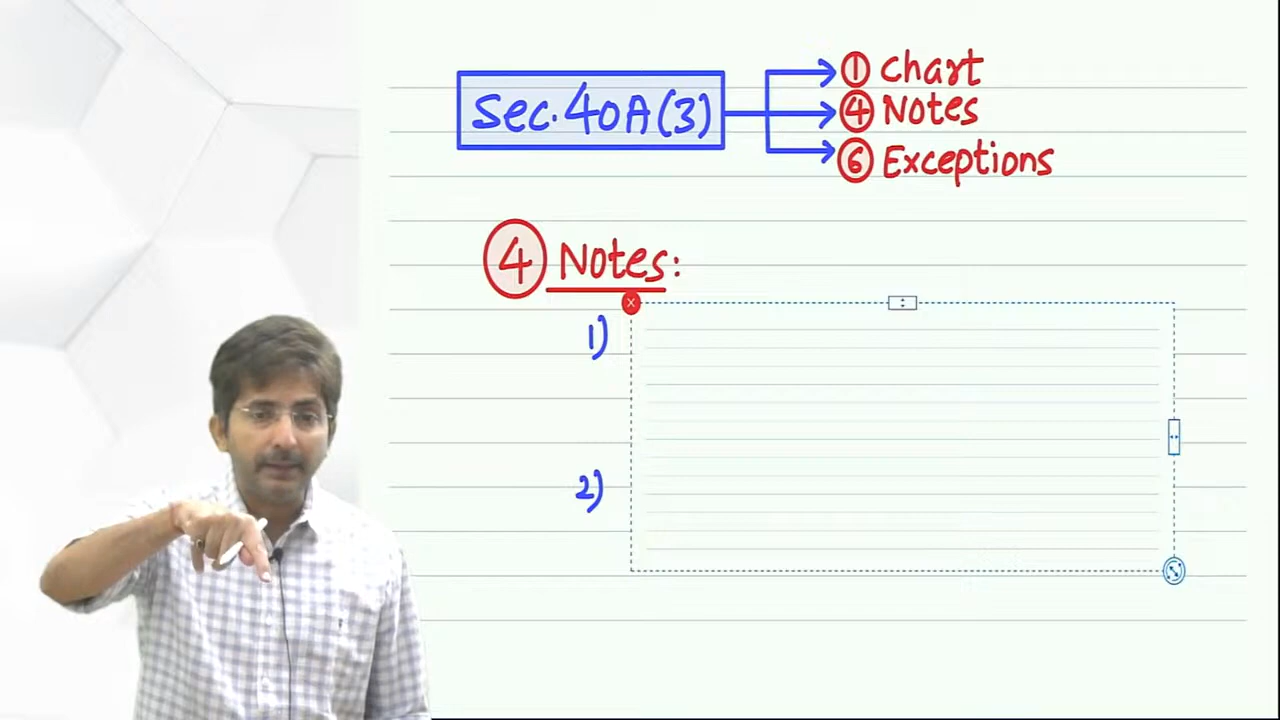 Sec. 40A(3)
① Chart
④ Notes
⑥ Exceptions
④ Notes:
1)
2)